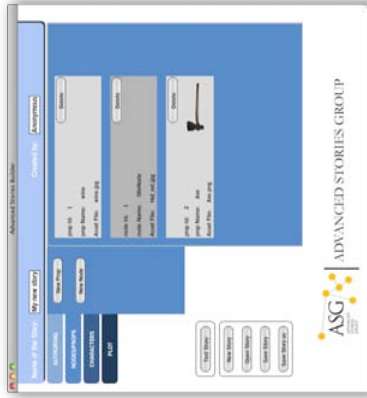 Advanced Stories Builder
Name of the Story: My new story Created by: Anonymous
AUTHORING
NODES/PROPS
CHARACTERS
PLOT
New Prop
New Node
prop Id: 1
prop Name: wine
Asset File: wine.jpg
Delete
node Id: 1
node Name:
Asset File:
Delete
prop Id: 2
prop Name: Axe
Asset File: Axe.png
Delete
Test Story
New Story
Open Story
Save Story
Save Story as
ASG
ADVANCED STORIES GROUP